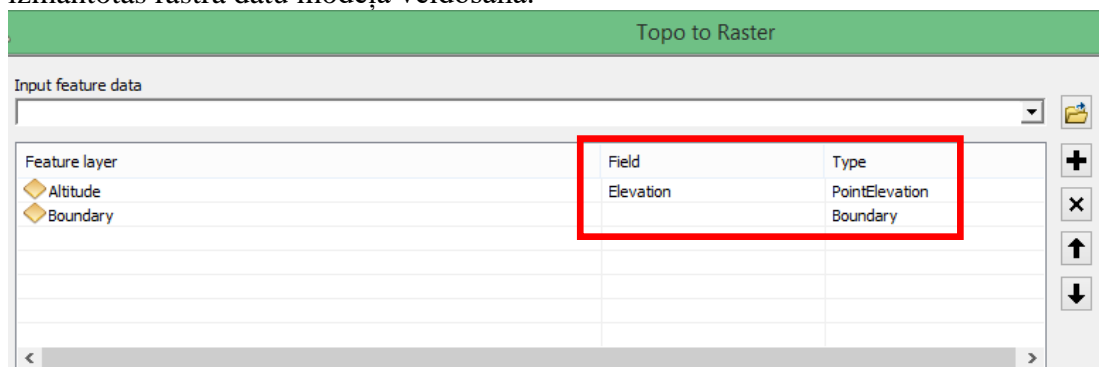 izmantotas rastra datu modeļa veidošanā.
Topo to Raster
Input feature data
Feature layer Field Type
Altitude Elevation PointElevation
Boundary Boundary